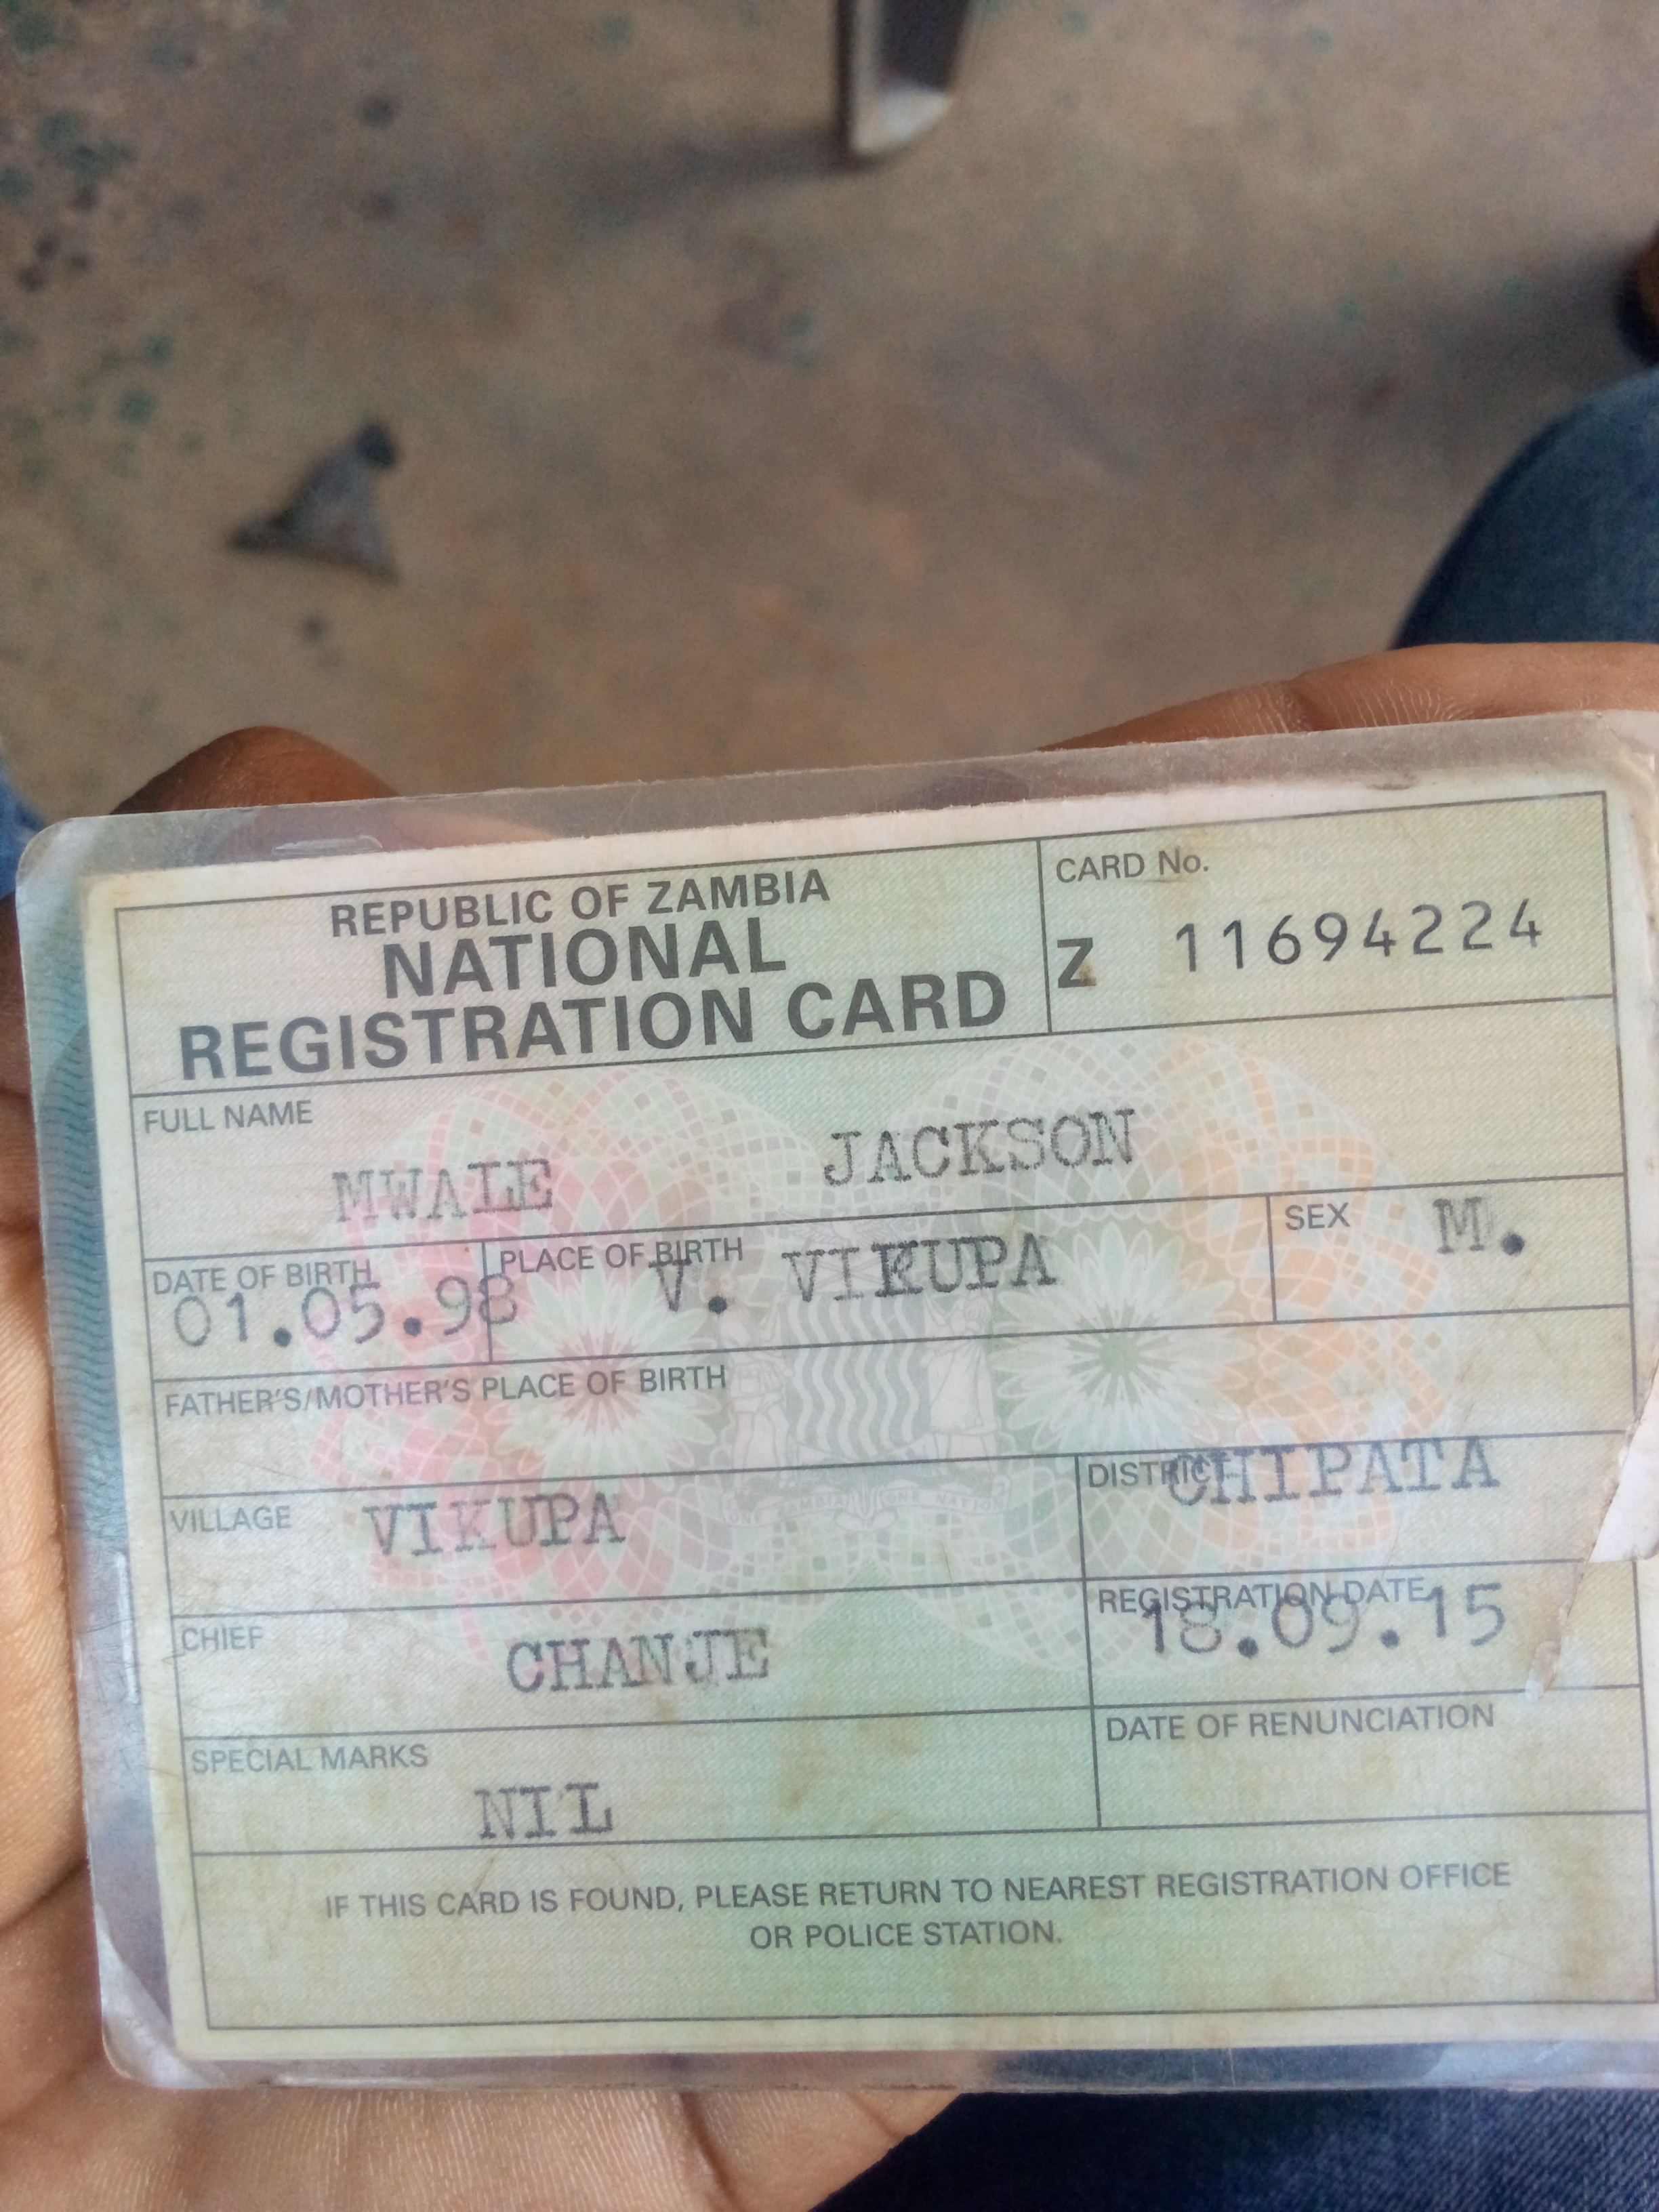 REPUBLIC OF ZAMBIA
NATIONAL
REGISTRATION CARD
CARD No.
Z 11694224
FULL NAME
MWALE JACKSON
DATE OF BIRTH
01.05.98
PLACE OF BIRTH
V. VIKUPA
SEX M.
FATHER'S/MOTHER'S PLACE OF BIRTH
VILLAGE VIKUPA
DISTRICT CHIPATA
CHIEF CHANJE
REGISTRATION DATE
18.09.15
SPECIAL MARKS
NIL
DATE OF RENUNCIATION
IF THIS CARD IS FOUND, PLEASE RETURN TO NEAREST REGISTRATION OFFICE
OR POLICE STATION.